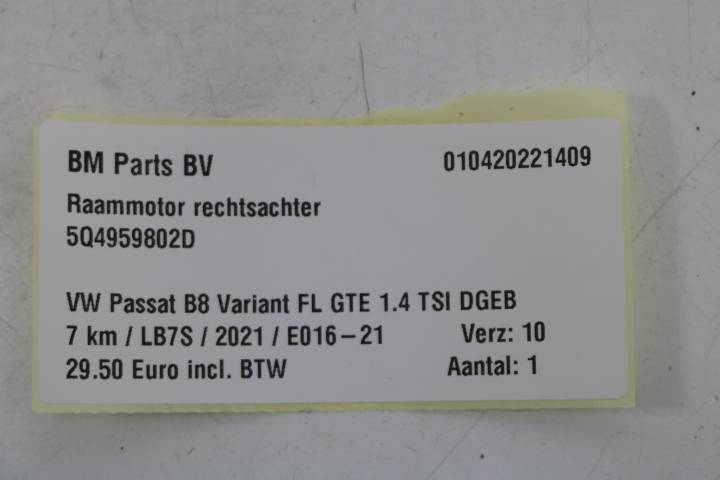 BM Parts BV 010420221409
Raammotor rechtsachter
5Q4959802D
VW Passat B8 Variant FL GTE 1.4 TSI DGEB
7 km / LB7S / 2021 / E016-21 Verz: 10
29.50 Euro incl. BTW Aantal: 1